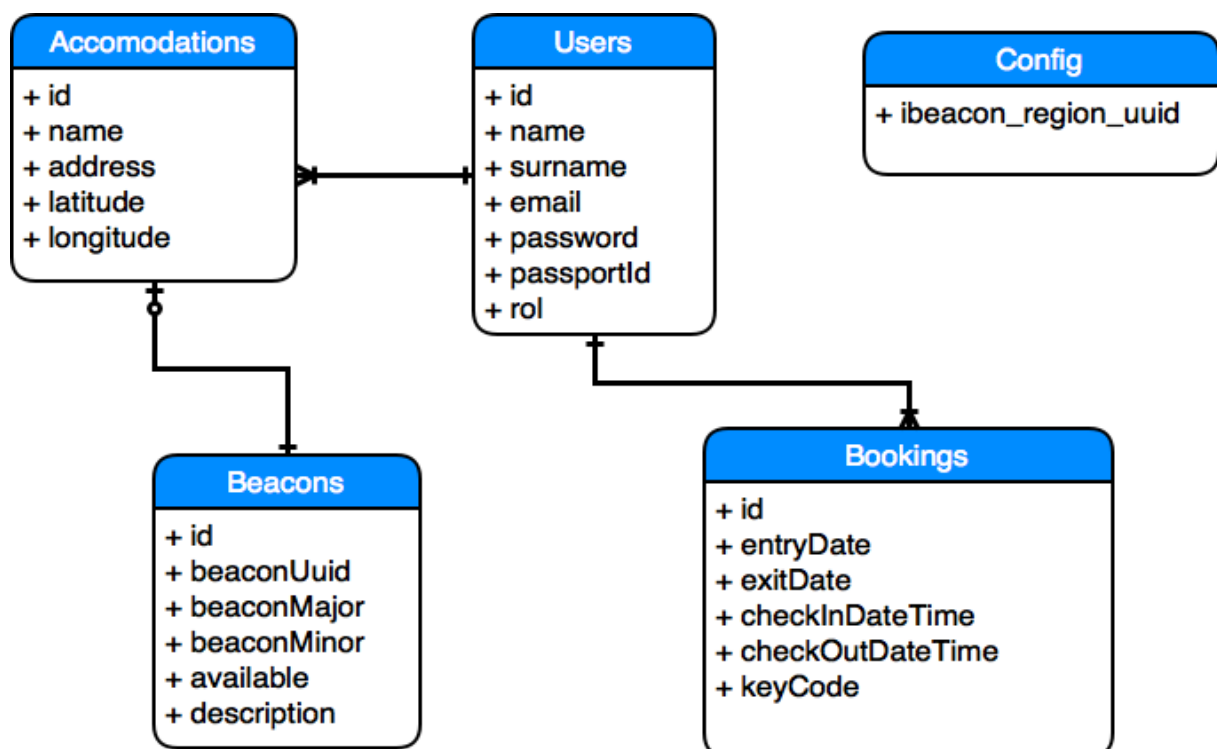 Accomodations
+ id
+ name
+ address
+ latitude
+ longitude
Users
+ id
+ name
+ surname
+ email
+ password
+ passportId
+ rol
Config
+ ibeacon_region_uuid
Beacons
+ id
+ beaconUuid
+ beaconMajor
+ beaconMinor
+ available
+ description
Bookings
+ id
+ entryDate
+ exitDate
+ checkInDateTime
+ checkOutDateTime
+ keyCode